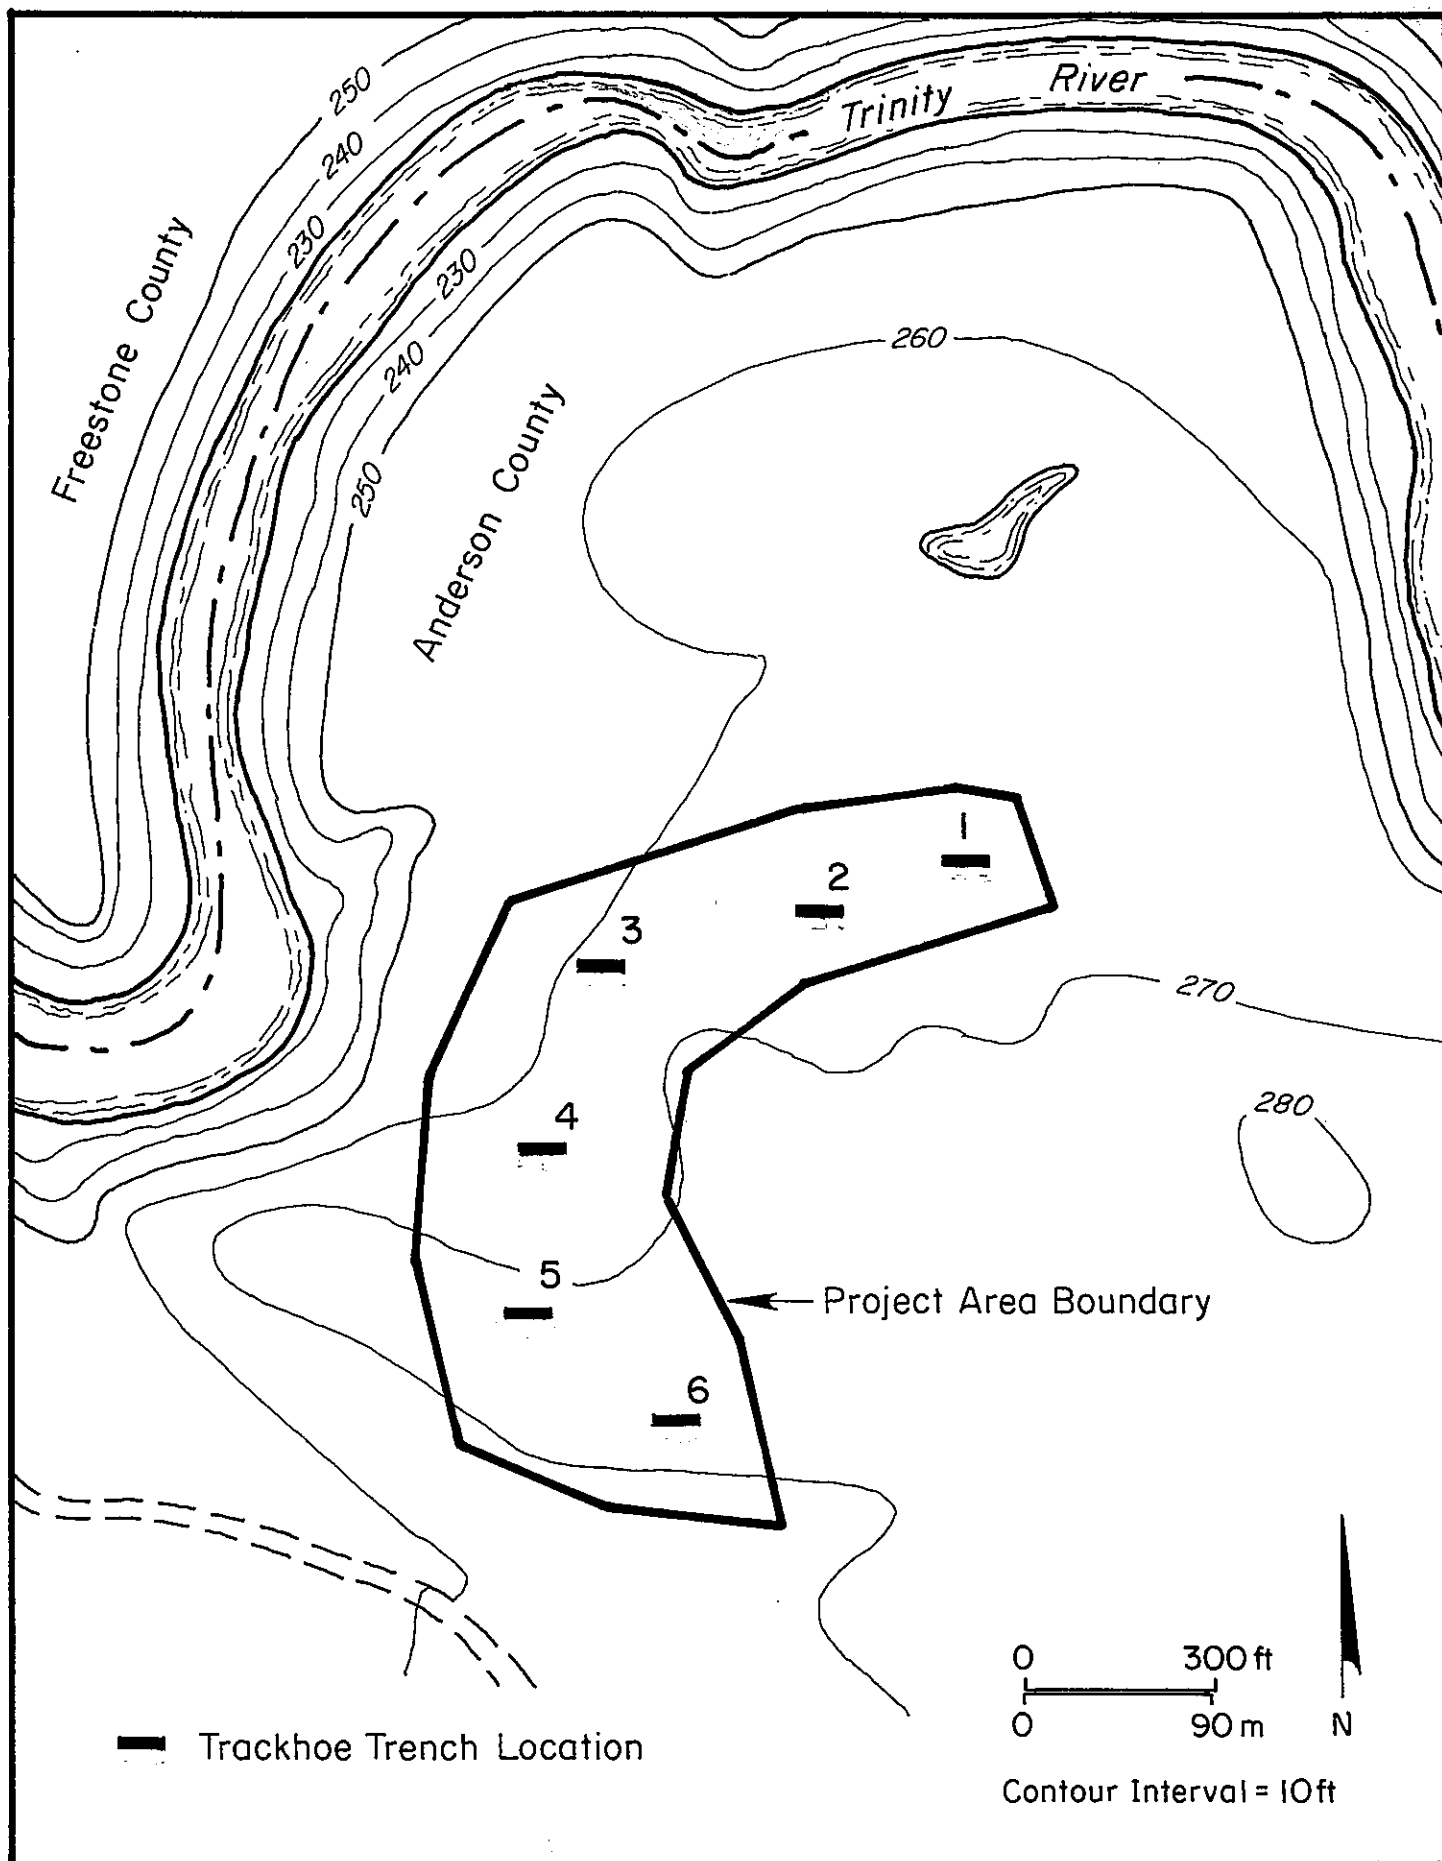 250
240
230
Trinity River
Freestone County
230
240
250
Anderson County
260
1
2
3
270
4
280
5
Project Area Boundary
6
0 300 ft
0 90 m
N
Trackhoe Trench Location
Contour Interval = 10 ft